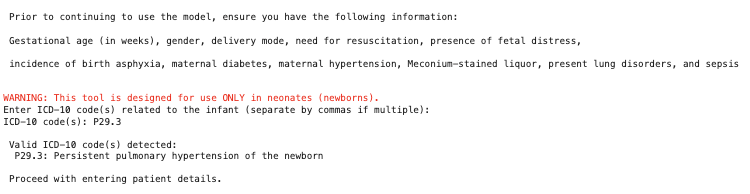 Prior to continuing to use the model, ensure you have the following information:
Gestational age (in weeks), gender, delivery mode, need for resuscitation, presence of fetal distress,
incidence of birth asphyxia, maternal diabetes, maternal hypertension, Meconium-stained liquor, present lung disorders, and sepsis
WARNING: This tool is designed for use ONLY in neonates (newborns).
Enter ICD-10 code(s) related to the infant (separate by commas if multiple):
ICD-10 code(s): P29.3
Valid ICD-10 code(s) detected:
P29.3: Persistent pulmonary hypertension of the newborn
Proceed with entering patient details.